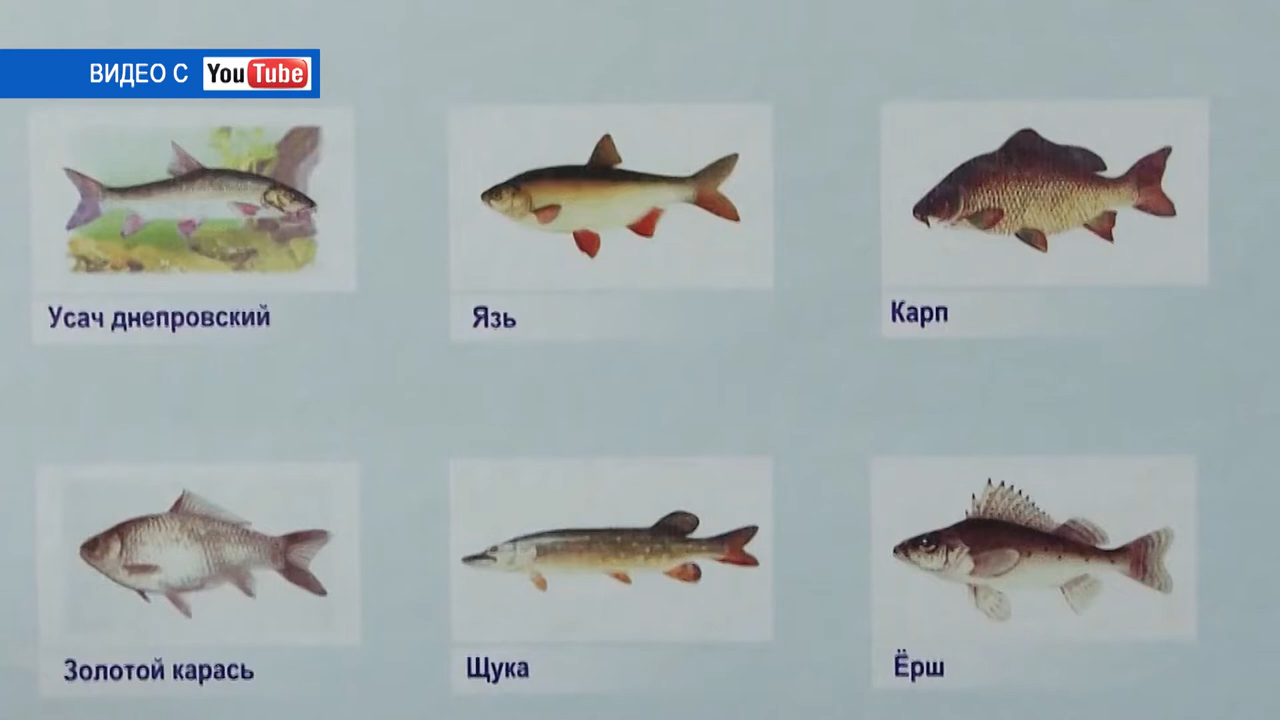 ВИДЕО С YouTube
Усач днепровский
Язь
Карп
Золотой карась
Щука
Ёрш